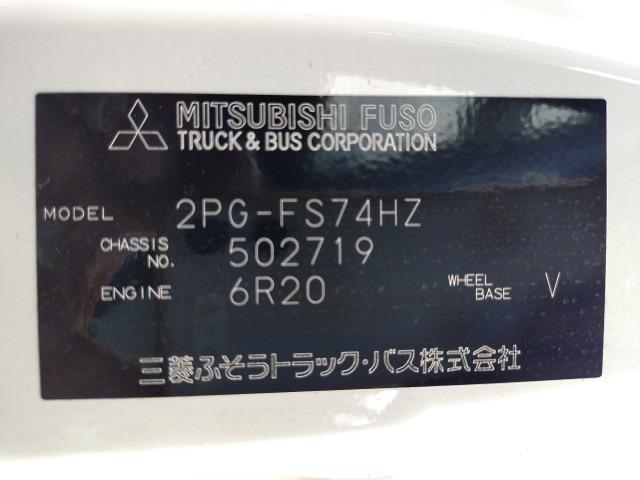 MITSUBISHI FUSO
TRUCK & BUS CORPORATION
MODEL 2PG-FS74HZ
CHASSIS NO. 502719
ENGINE 6R20 WHEEL BASE V
三菱ふそうトラック・バス株式会社